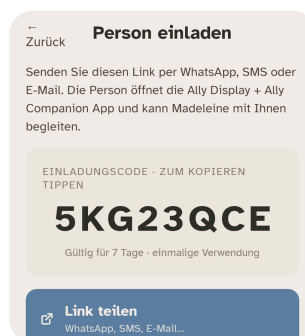 ←
Zurück
Person einladen
Senden Sie diesen Link per WhatsApp, SMS oder
E-Mail. Die Person öffnet die Ally Display + Ally
Companion App und kann Madeleine mit Ihnen
begleiten.
EINLADUNGSCODE · ZUM KOPIEREN
TIPPEN
5KG23QCE
Gültig für 7 Tage · einmalige Verwendung
Link teilen
WhatsApp, SMS, E-Mail…